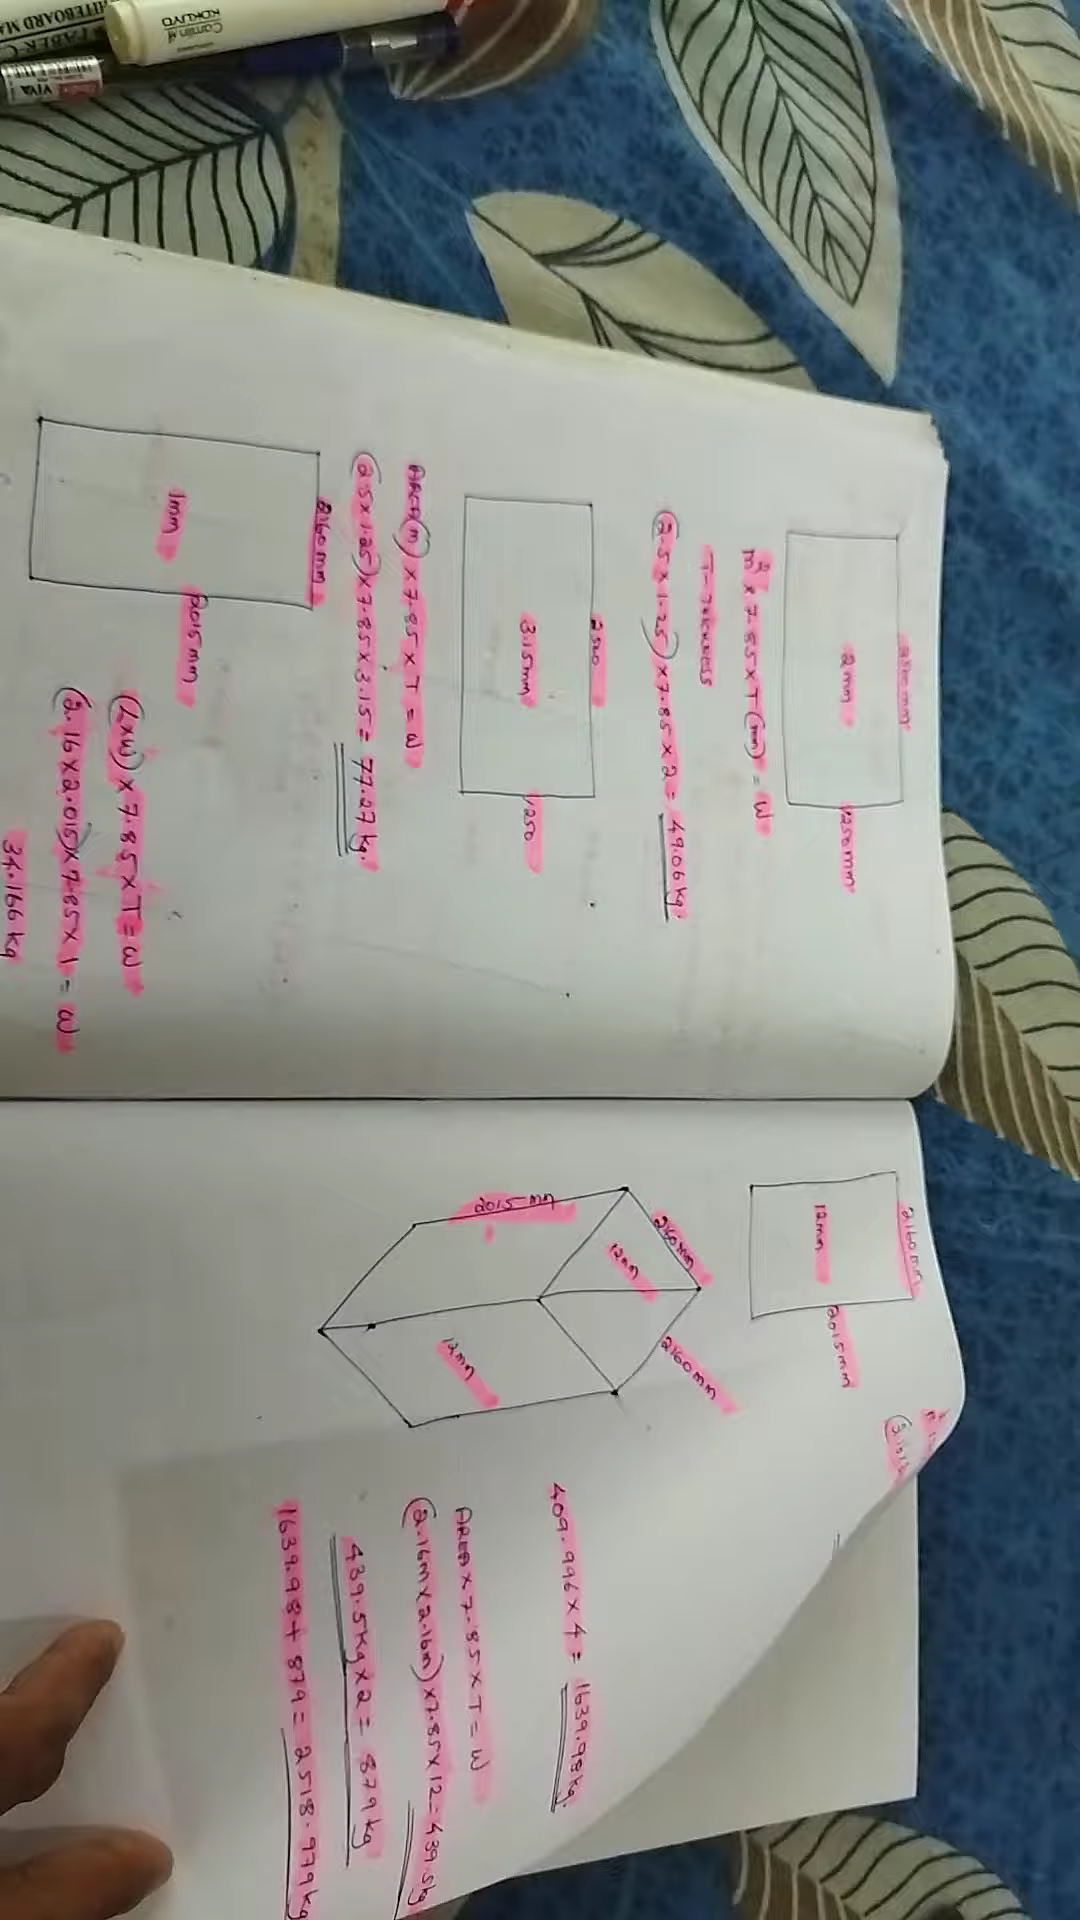 2500mm
2mm
1250mm
m² x 7.85 x T(mm) = W
T-THICKNESS
(2.5 x 1.25) x 7.85 x 2 = 49.06 kg.
2500
3.15mm
1250
AREA(m) x 7.85 x T = W
(2.5 x 1.25) x 7.85 x 3.15 = 77.27 kg.
2160mm
1mm
2015mm
(LxW) x 7.85 x T = W
(2.16 x 2.015) x 7.85 x 1 = W
34.166 kg
2160mm
12mm
2015mm
2160mm
2160mm
2015mm
12mm
12mm
409.996 x 4 = 1639.98 kg.
AREA x 7.85 x T = W
(2.16m x 2.16m) x 7.85 x 12 = 439.5 kg
439.5 kg x 2 = 879 kg
1639.98 + 879 = 2518.979 kg
Camlin
KOKUYO
VIVA